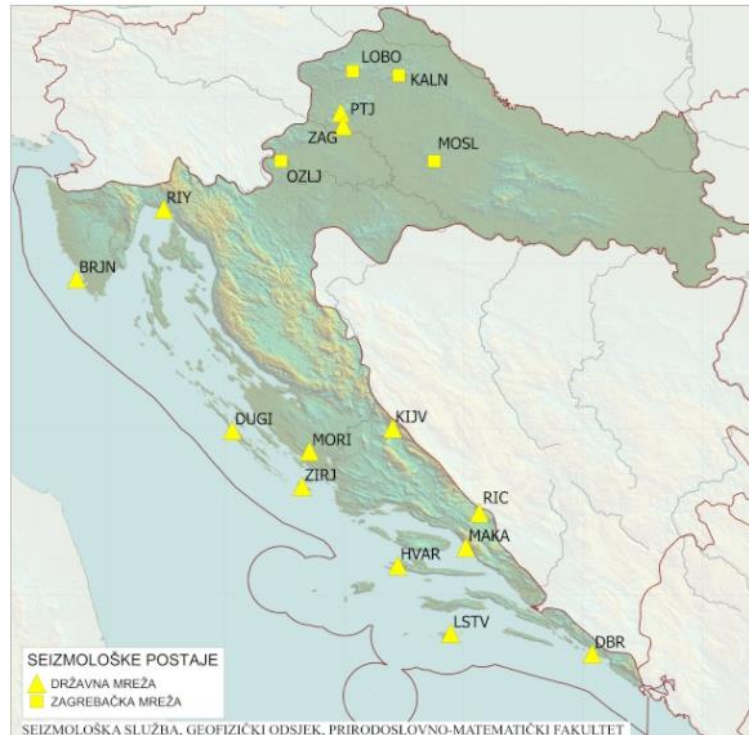 LOBO
KALN
PTJ
ZAG
MOSL
OZLJ
RIY
BRJN
DUGI
KIJV
MORI
ZIRJ
RIC
MAKA
HVAR
LSTV
DBR
SEIZMOLOŠKE POSTAJE
DRŽAVNA MREŽA
ZAGREBAČKA MREŽA
SEIZMOLOŠKA SLUŽBA, GEOFIZIČKI ODSJEK, PRIRODOSLOVNO-MATEMATIČKI FAKULTET